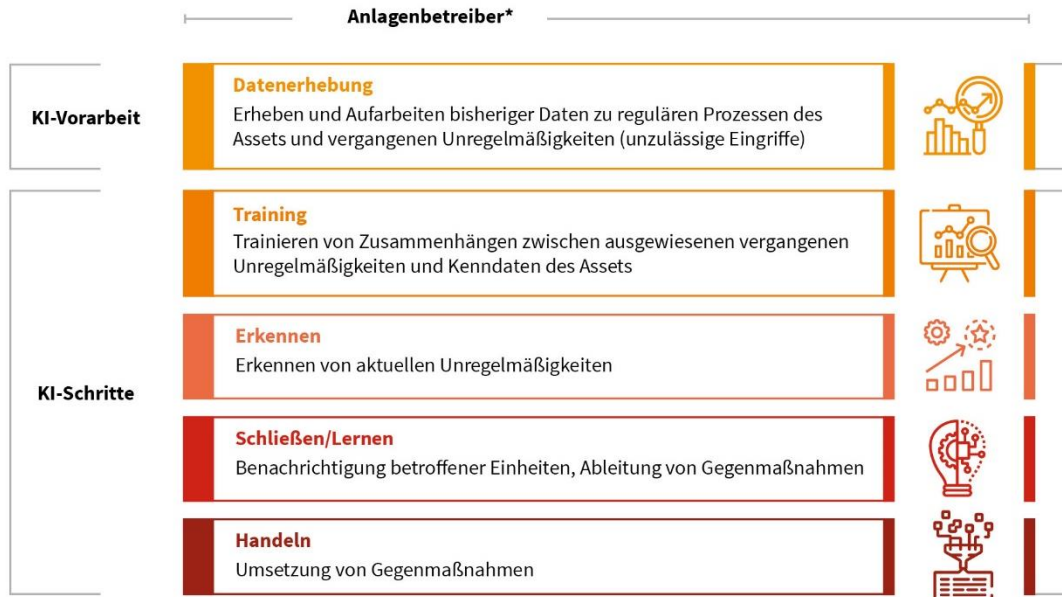 Anlagenbetreiber*
KI-Vorarbeit
Datenerhebung
Erheben und Aufarbeiten bisheriger Daten zu regulären Prozessen des
Assets und vergangenen Unregelmäßigkeiten (unzulässige Eingriffe)
KI-Schritte
Training
Trainieren von Zusammenhängen zwischen ausgewiesenen vergangenen
Unregelmäßigkeiten und Kenndaten des Assets
Erkennen
Erkennen von aktuellen Unregelmäßigkeiten
Schließen/Lernen
Benachrichtigung betroffener Einheiten, Ableitung von Gegenmaßnahmen
Handeln
Umsetzung von Gegenmaßnahmen